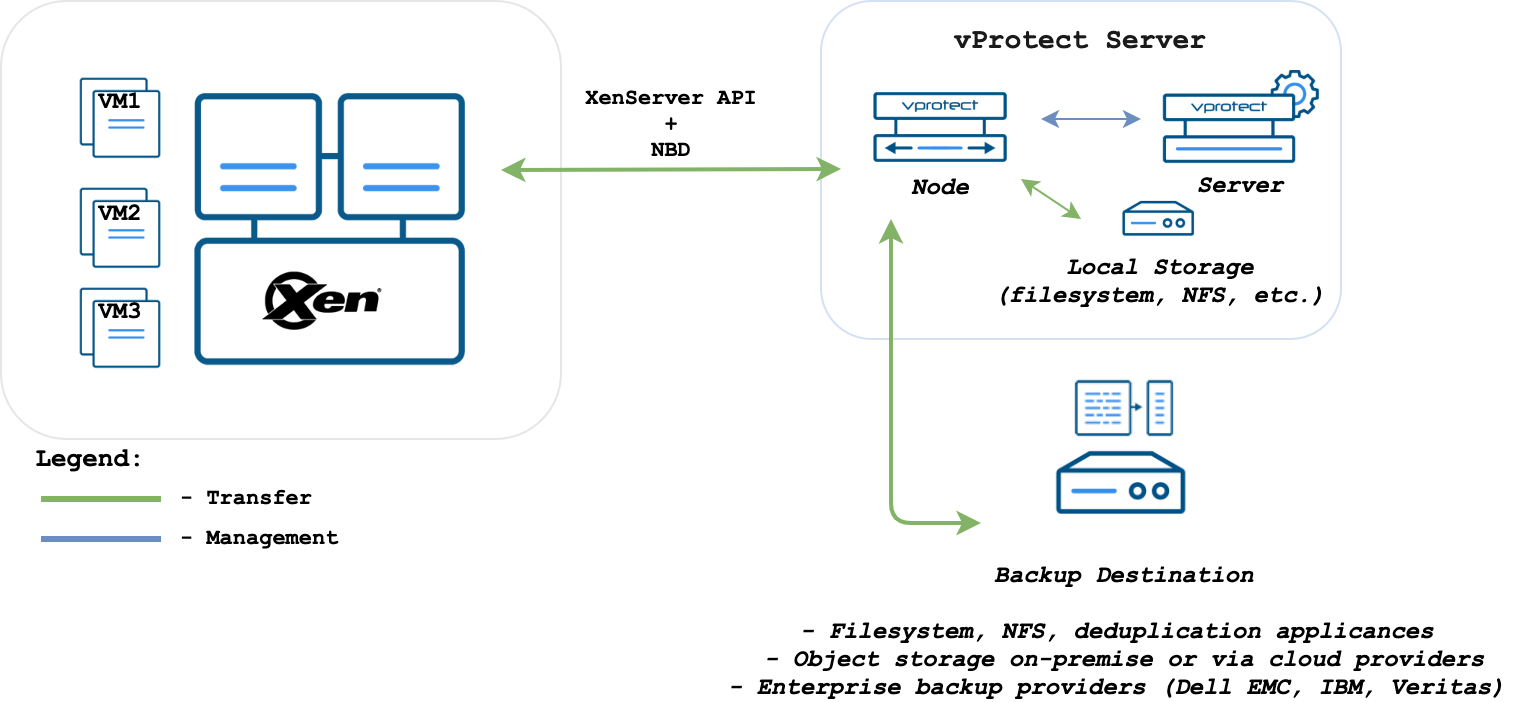 VM1
VM2
VM3
Xen
XenServer API
+
NBD
vProtect Server
vprotect
Node
vprotect
Server
Local Storage
(filesystem, NFS, etc.)
Legend:
- Transfer
- Management
Backup Destination
- Filesystem, NFS, deduplication applicances
- Object storage on-premise or via cloud providers
- Enterprise backup providers (Dell EMC, IBM, Veritas)